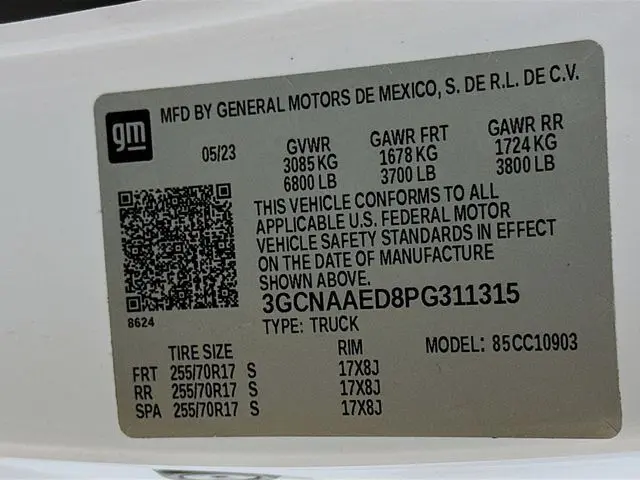 gm
MFD BY GENERAL MOTORS DE MEXICO, S. DE R.L. DE C.V.
05/23 GVWR GAWR FRT GAWR RR
3085 KG 1678 KG 1724 KG
6800 LB 3700 LB 3800 LB
THIS VEHICLE CONFORMS TO ALL
APPLICABLE U.S. FEDERAL MOTOR
VEHICLE SAFETY STANDARDS IN EFFECT
ON THE DATE OF MANUFACTURE
SHOWN ABOVE.
3GCNAAED8PG311315
8624
TYPE: TRUCK
TIRE SIZE RIM MODEL: 85CC10903
FRT 255/70R17 S 17X8J
RR 255/70R17 S 17X8J
SPA 255/70R17 S 17X8J